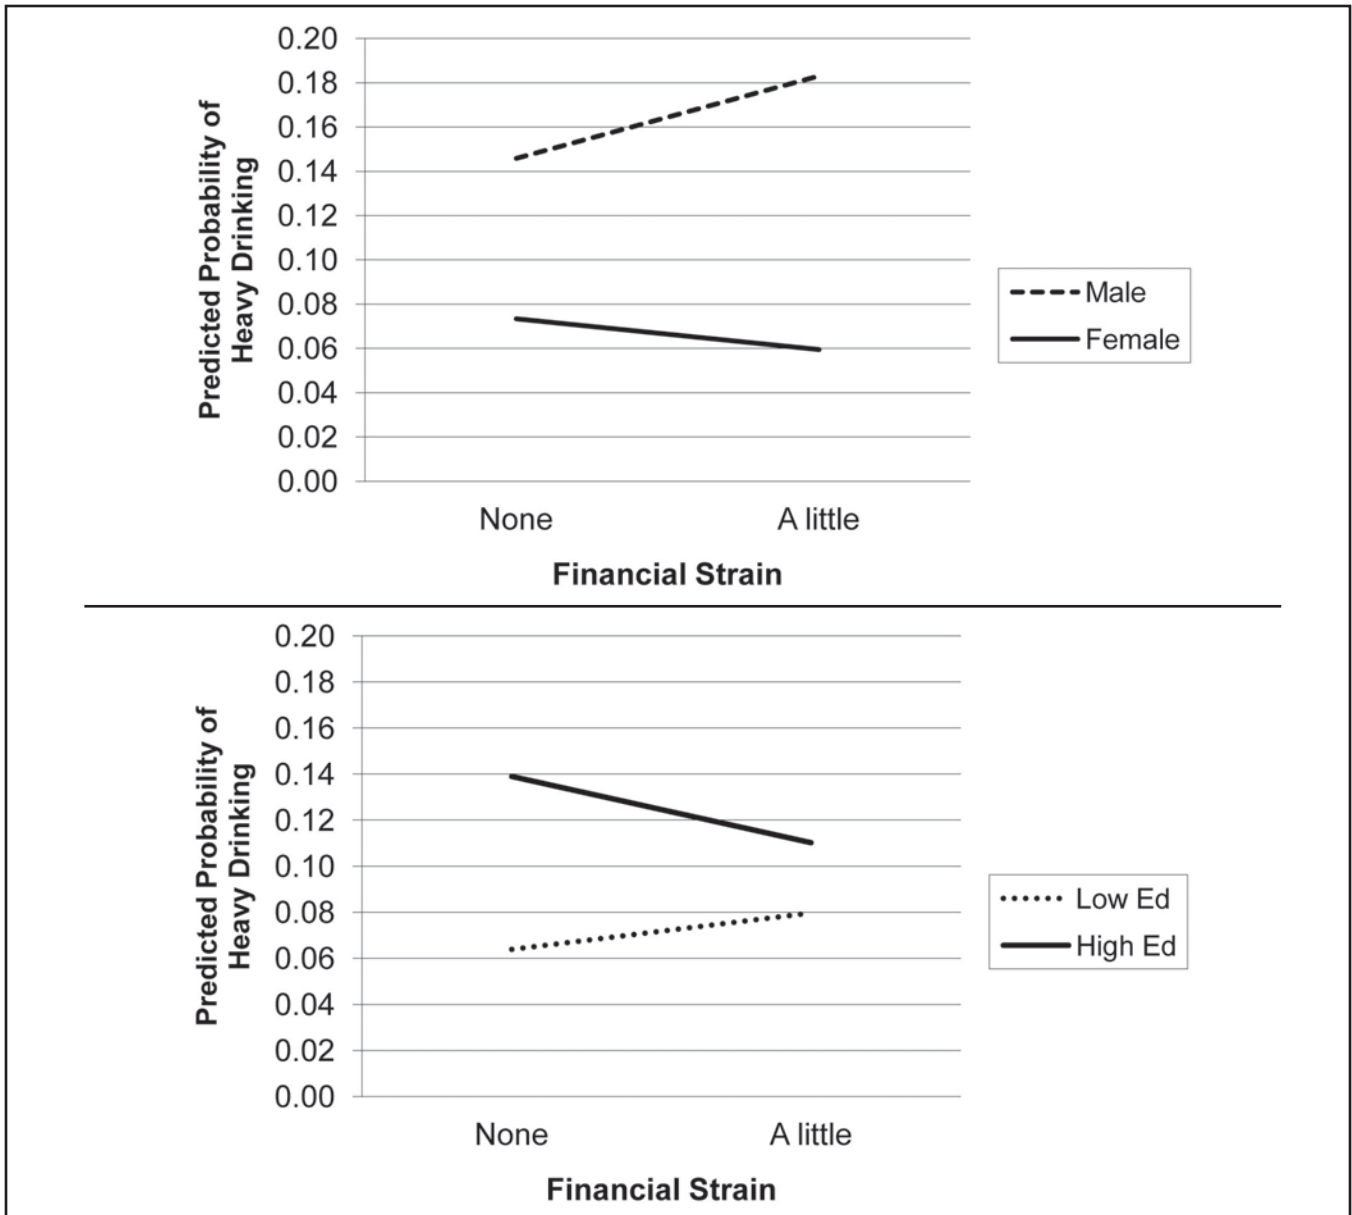 0.20
0.18
0.16
0.14
0.12
0.10
0.08
0.06
0.04
0.02
0.00
Predicted Probability of
Heavy Drinking
None A little
Financial Strain
Male
Female
0.20
0.18
0.16
0.14
0.12
0.10
0.08
0.06
0.04
0.02
0.00
Predicted Probability of
Heavy Drinking
None A little
Financial Strain
Low Ed
High Ed